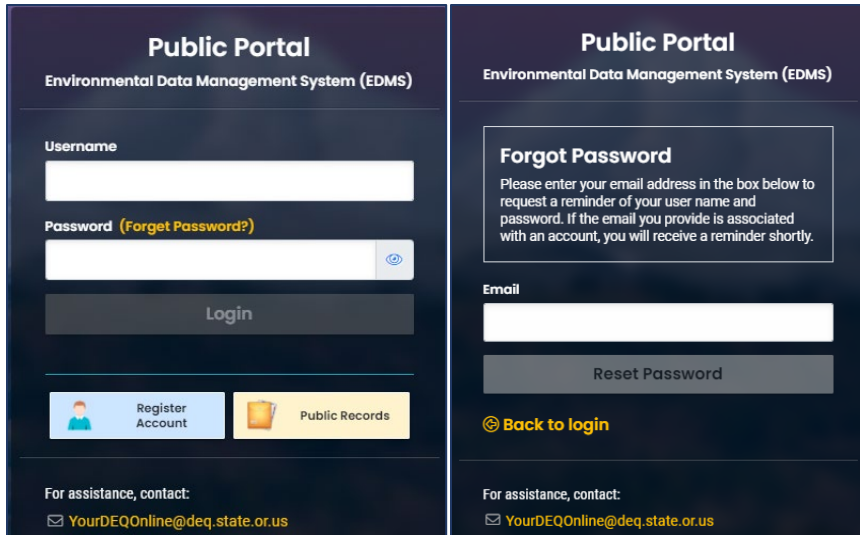 Public Portal
Environmental Data Management System (EDMS)
Username
Password (Forget Password?)
Login
Register
Account
Public Records
For assistance, contact:
YourDEQOnline@deq.state.or.us
Public Portal
Environmental Data Management System (EDMS)
Forgot Password
Please enter your email address in the box below to
request a reminder of your user name and
password. If the email you provide is associated
with an account, you will receive a reminder shortly.
Email
Reset Password
Back to login
For assistance, contact:
YourDEQOnline@deq.state.or.us